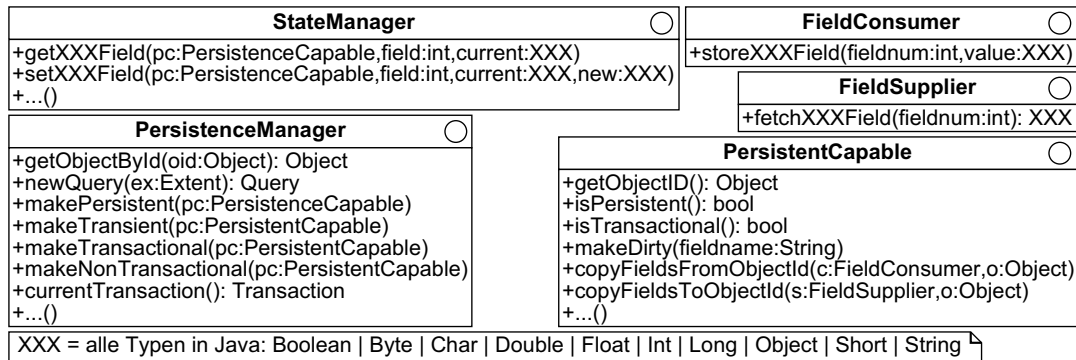 StateManager
+getXXXField(pc:PersistenceCapable,field:int,current:XXX)
+setXXXField(pc:PersistenceCapable,field:int,current:XXX,new:XXX)
+...()
FieldConsumer
+storeXXXField(fieldnum:int,value:XXX)
FieldSupplier
+fetchXXXField(fieldnum:int): XXX
PersistenceManager
+getObjectById(oid:Object): Object
+newQuery(ex:Extent): Query
+makePersistent(pc:PersistenceCapable)
+makeTransient(pc:PersistentCapable)
+makeTransactional(pc:PersistentCapable)
+makeNonTransactional(pc:PersistentCapable)
+currentTransaction(): Transaction
+...()
PersistentCapable
+getObjectID(): Object
+isPersistent(): bool
+isTransactional(): bool
+makeDirty(fieldname:String)
+copyFieldsFromObjectId(c:FieldConsumer,o:Object)
+copyFieldsToObjectId(s:FieldSupplier,o:Object)
+...()
XXX = alle Typen in Java: Boolean | Byte | Char | Double | Float | Int | Long | Object | Short | String